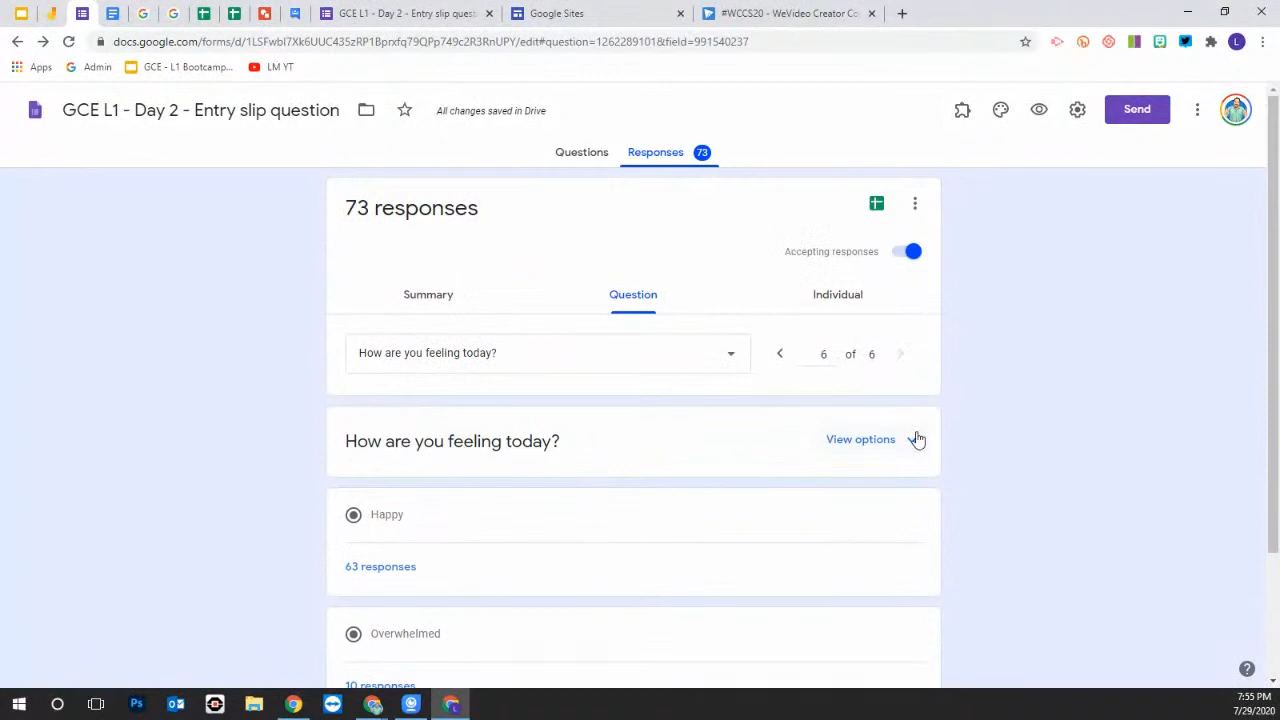 GCE L1 - Day 2 - Entry slip quest
Google Sites
#WCCS20 - WeVideo Creator Co
docs.google.com/forms/d/1LSFwbI7Xk6UUC435zRP1Bprxfq79QPp749c2R3RnUPY/edit#question=1262289101&field=991540237
Apps
Admin
GCE - L1 Bootcamp...
LM YT
GCE L1 - Day 2 - Entry slip question
All changes saved in Drive
Send
Questions
Responses 73
73 responses
Accepting responses
Summary
Question
Individual
How are you feeling today?
6 of 6
How are you feeling today?
View options
Happy
63 responses
Overwhelmed
10 responses
7:55 PM
7/29/2020